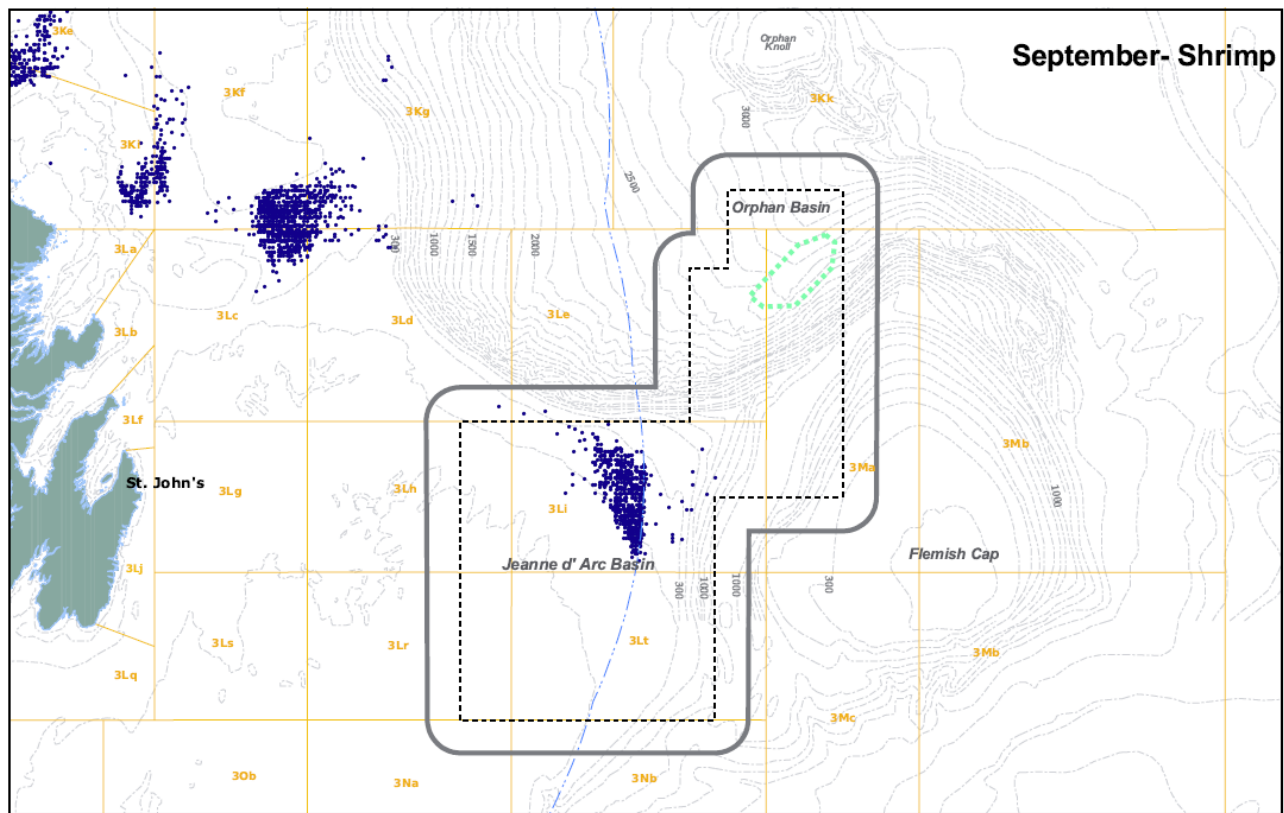 3Ke
Orphan
Knoll
September- Shrimp
3Kf
3Kk
3Kg
3000
3Ki
2500
Orphan Basin
3La
300
1000
1500
2000
3Lc
3Ld
3Le
3Lb
3Lf
3Mb
3Ma
St. John's
3Lg
3Lh
1000
3Li
Flemish Cap
Jeanne d' Arc Basin
3Lj
300
1000
1000
300
3Ls
3Lr
3Lt
3Mb
3Lq
3Mc
3Ob
3Na
3Nb